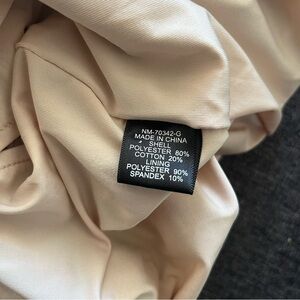 NM-70342-G
MADE IN CHINA
SHELL
POLYESTER 80%
COTTON 20%
LINING
POLYESTER 90%
SPANDEX 10%